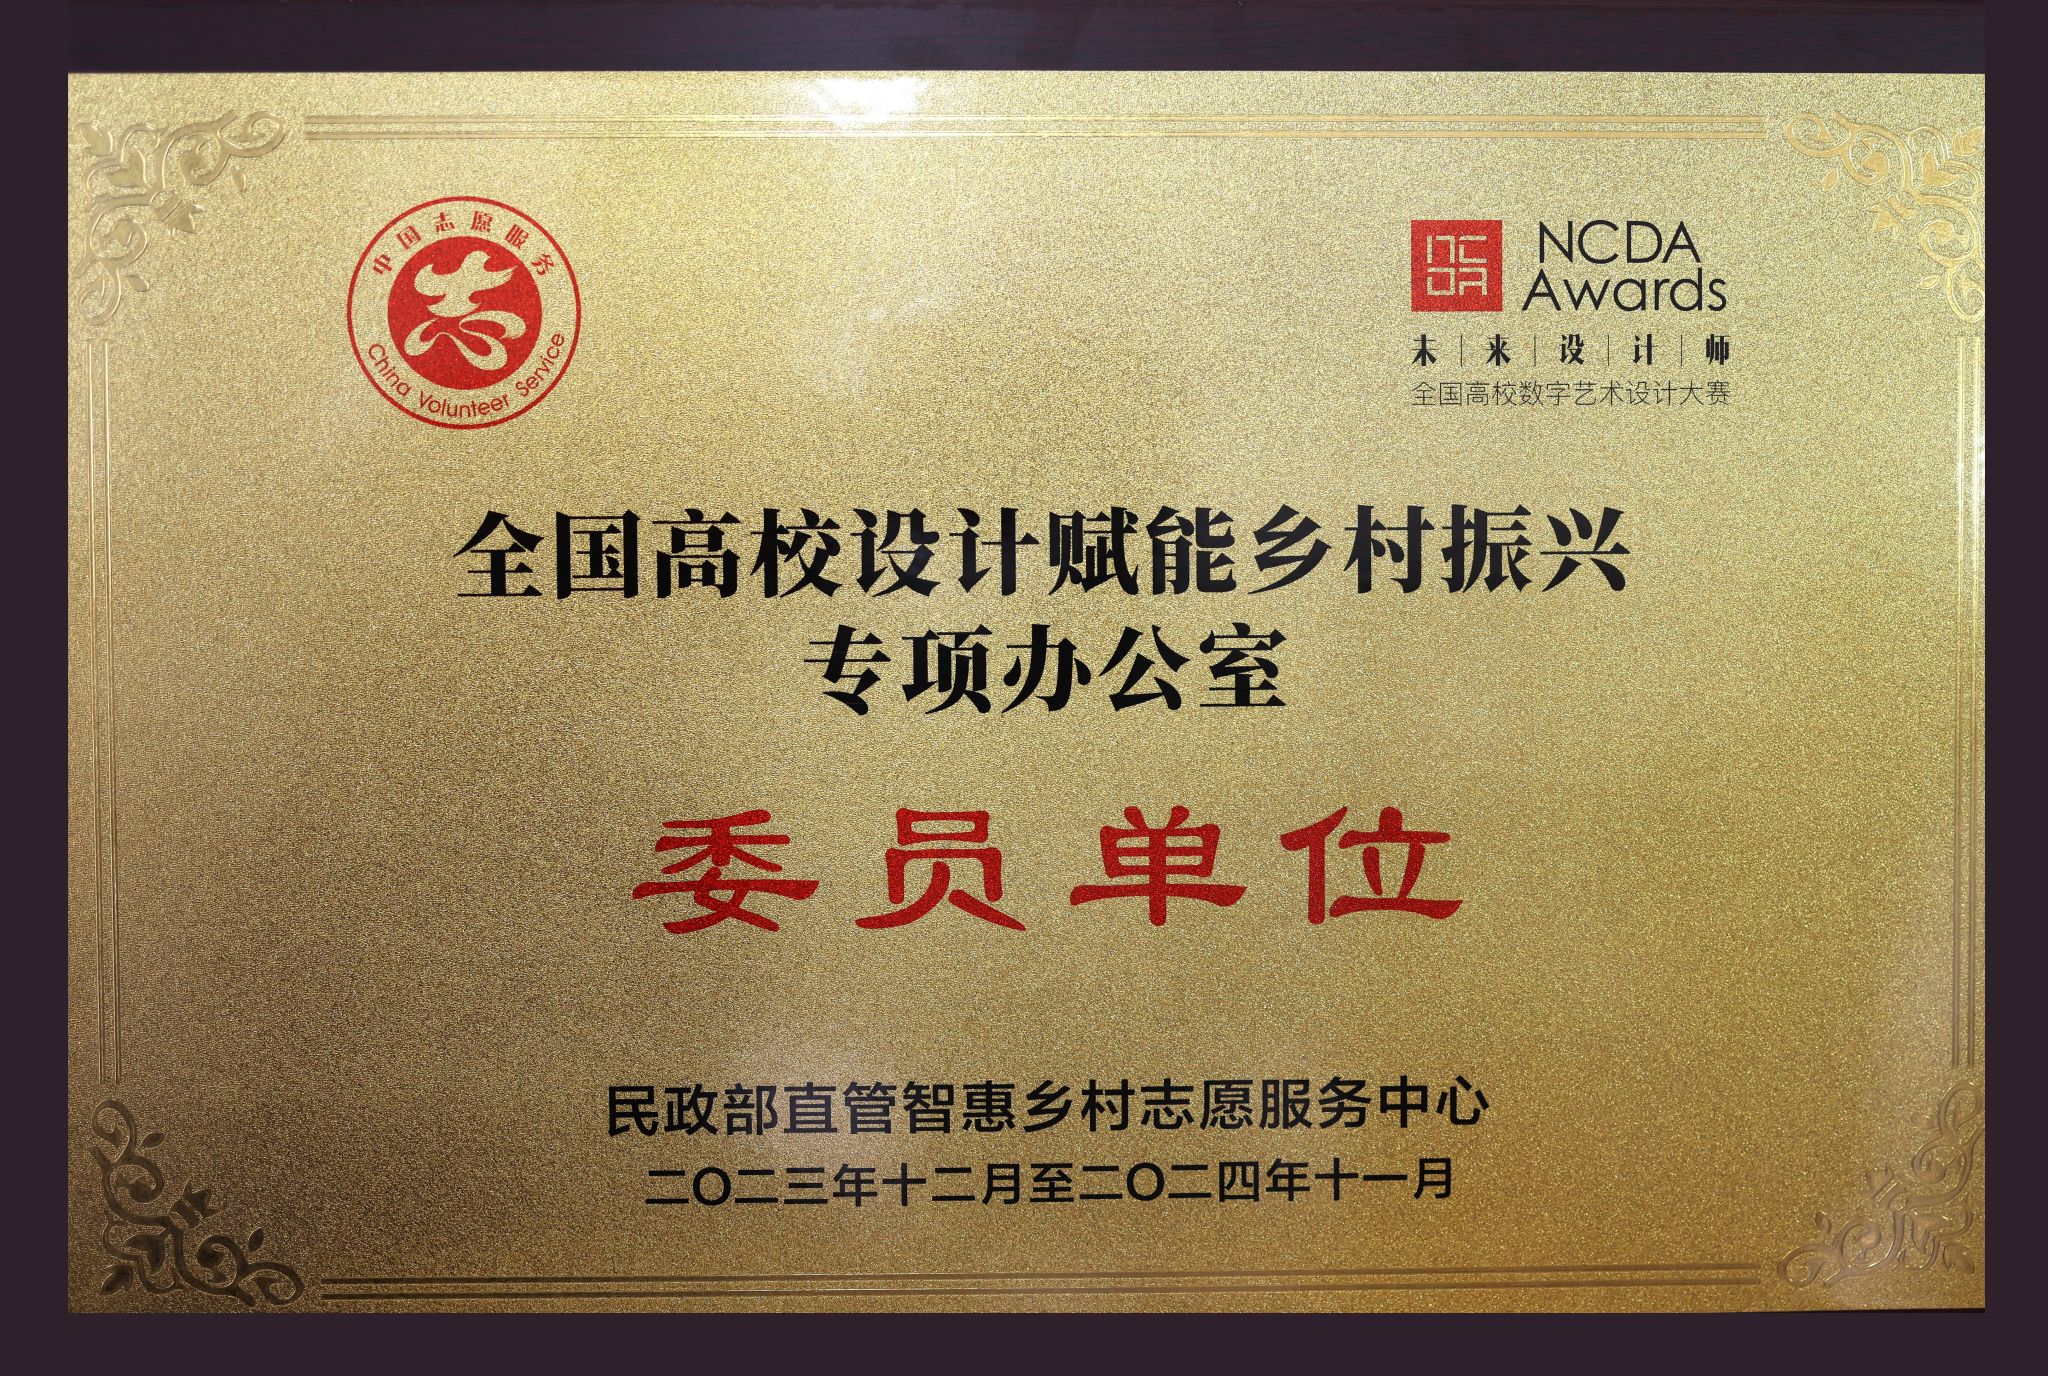 中国志愿服务
China Volunteer Service
NCDA
Awards
未来设计师
全国高校数字艺术设计大赛
全国高校设计赋能乡村振兴
专项办公室
委员单位
民政部直管智惠乡村志愿服务中心
二〇二三年十二月至二〇二四年十一月